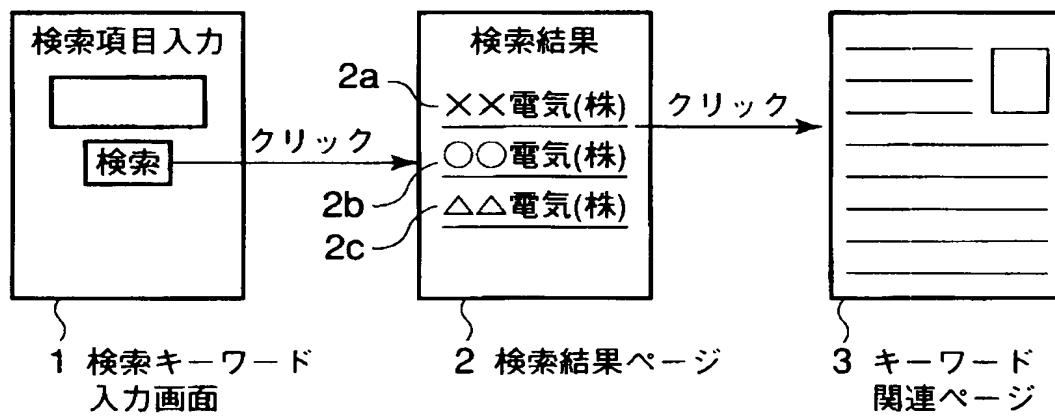 検索項目入力
検索
クリック
1 検索キーワード
入力画面
検索結果
2a
××電気(株)
2b
○○電気(株)
2c
△△電気(株)
クリック
2 検索結果ページ
3 キーワード
関連ページ